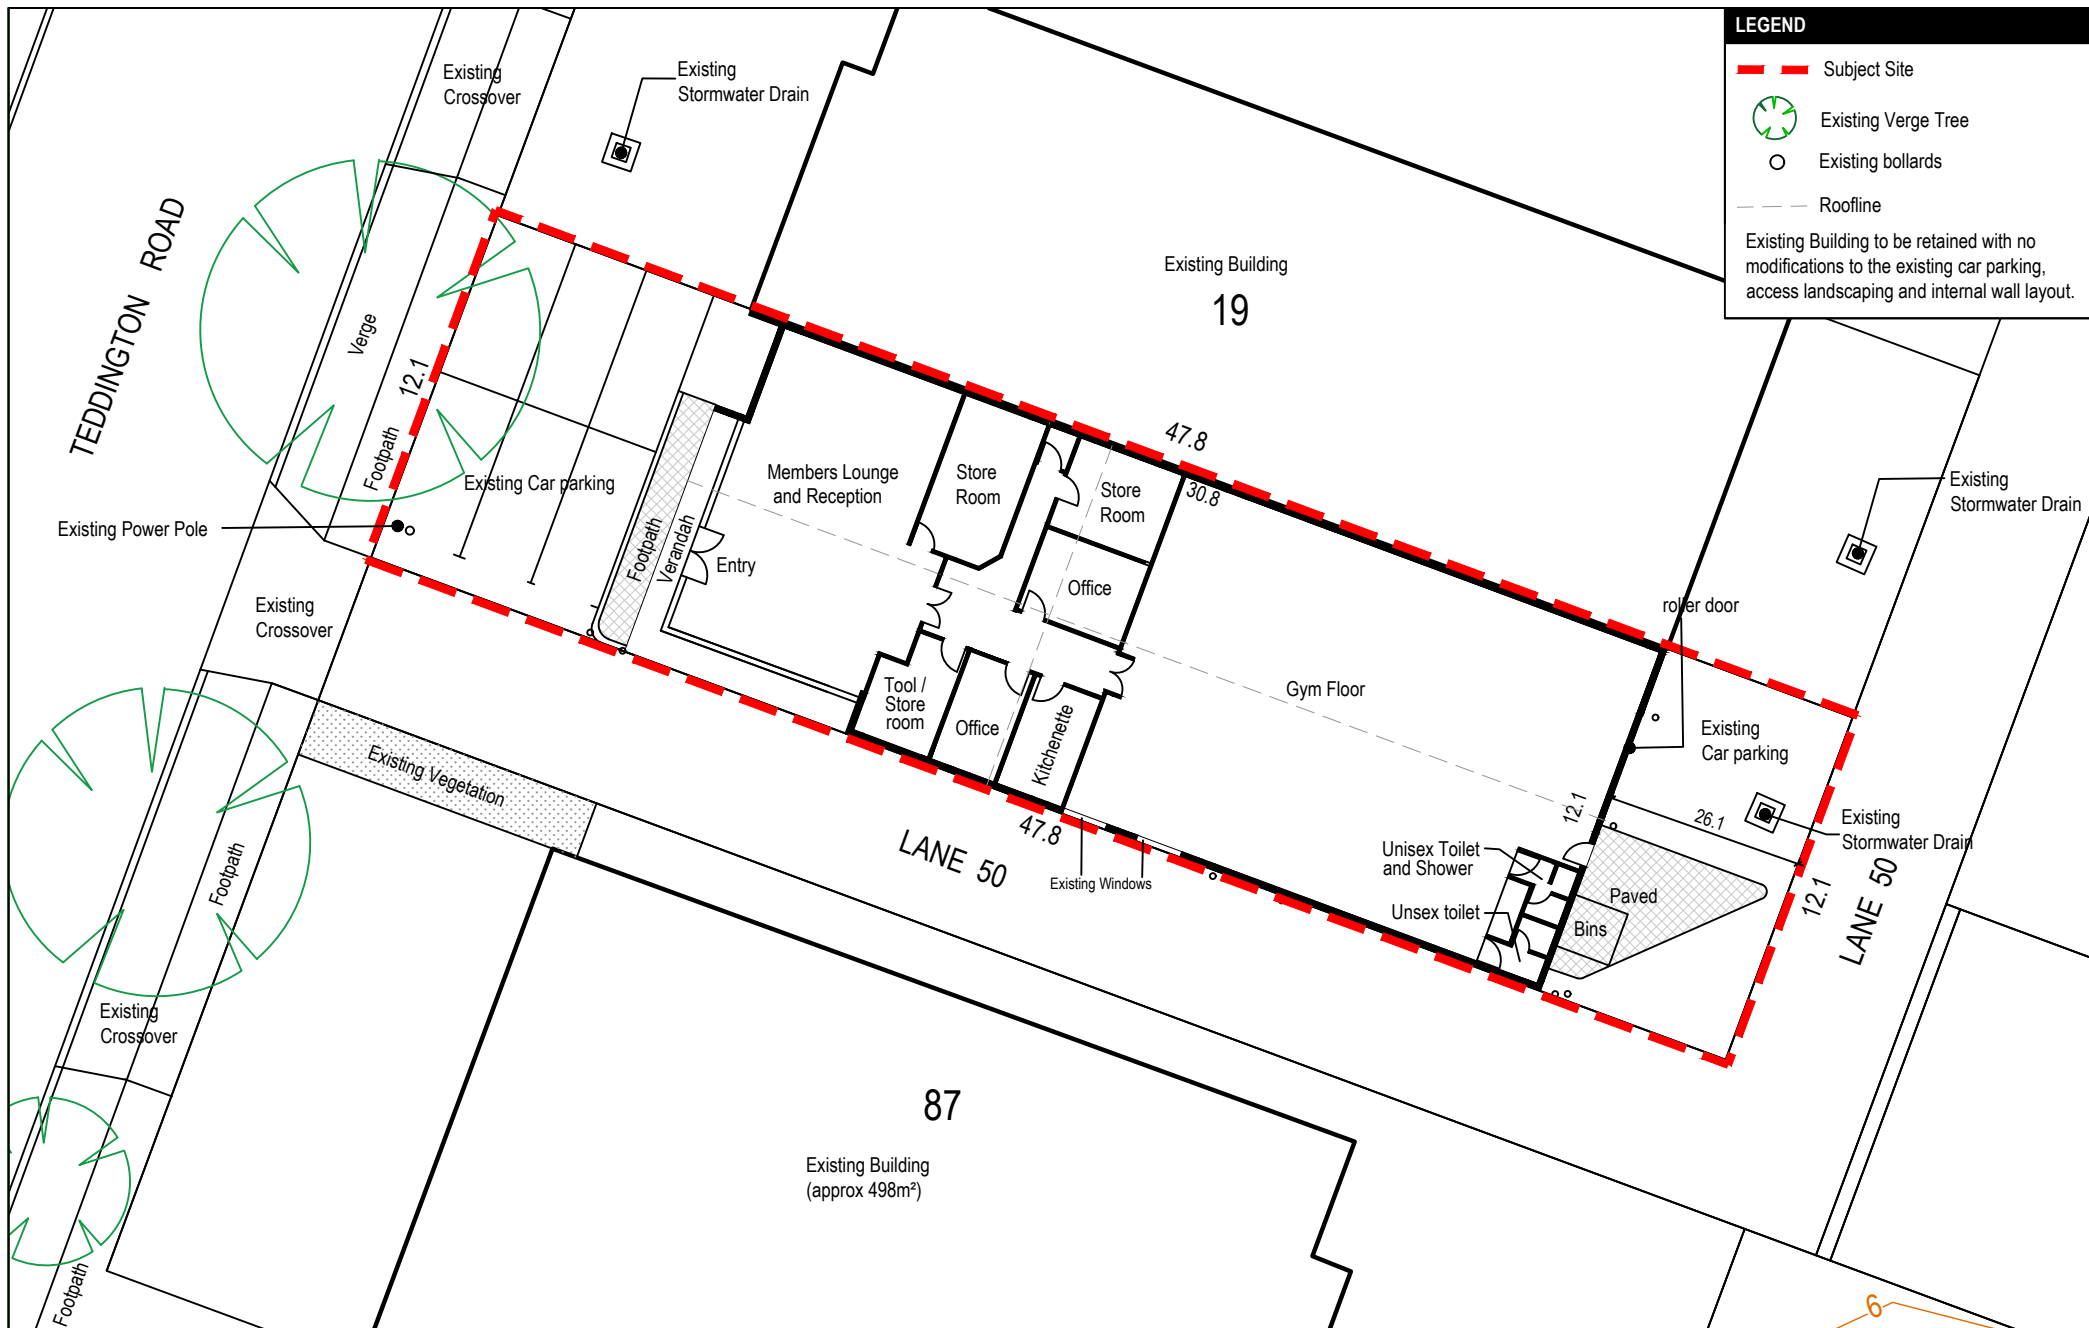 LEGEND
Subject Site
Existing Verge Tree
Existing bollards
Roofline
Existing Building to be retained with no
modifications to the existing car parking,
access landscaping and internal wall layout.
Existing
Crossover
Existing
Stormwater Drain
TEDDINGTON ROAD
Verge
12.1
Footpath
Existing Car parking
Existing Power Pole
Existing
Crossover
Existing Building
19
Footpath
Verandah
Entry
Members Lounge
and Reception
Store
Room
Store
Room
47.8
30.8
Office
Tool /
Store
room
Office
Kitchenette
Gym Floor
roller door
Existing
Stormwater Drain
Existing
Car parking
12.1
26.1
Existing
Stormwater Drain
Unisex Toilet
and Shower
Unsex toilet
Paved
Bins
12.1
LANE 50
Existing Vegetation
47.8
LANE 50
Existing Windows
Footpath
Existing
Crossover
87
Existing Building
(approx 498m²)
Footpath
6